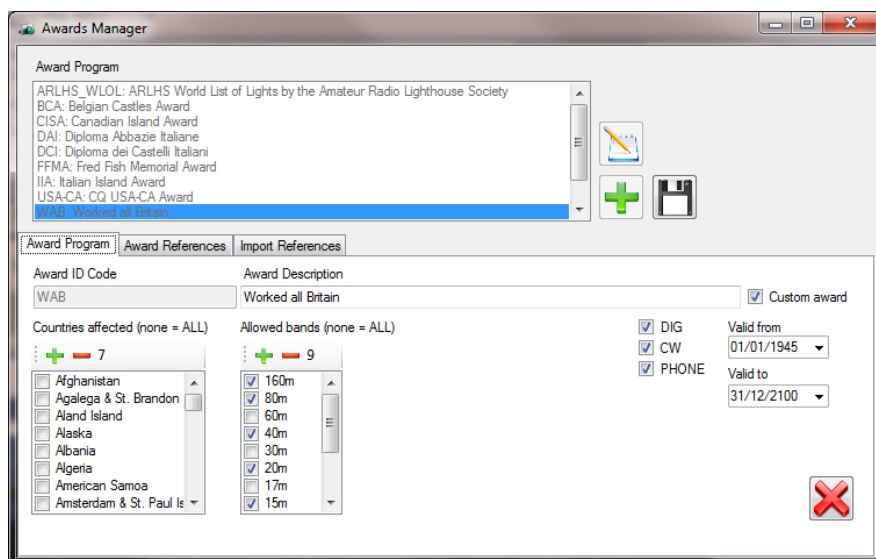 Awards Manager
Award Program
ARLHS_WLOL: ARLHS World List of Lights by the Amateur Radio Lighthouse Society
BCA: Belgian Castles Award
CISA: Canadian Island Award
DAI: Diploma Abbazie Italiane
DCI: Diploma dei Castelli Italiani
FFMA: Fred Fish Memorial Award
IIA: Italian Island Award
USA-CA: CQ USA-CA Award
WAB: Worked all Britain
Award Program Award References Import References
Award ID Code Award Description
WAB Worked all Britain Custom award
Countries affected (none = ALL) Allowed bands (none = ALL) DIG Valid from
7 9 CW 01/01/1945
PHONE Valid to
Afghanistan 160m 31/12/2100
Agalega & St. Brandon 80m
Aland Island 60m
Alaska 40m
Albania 30m
Algeria 20m
American Samoa 17m
Amsterdam & St. Paul Is 15m